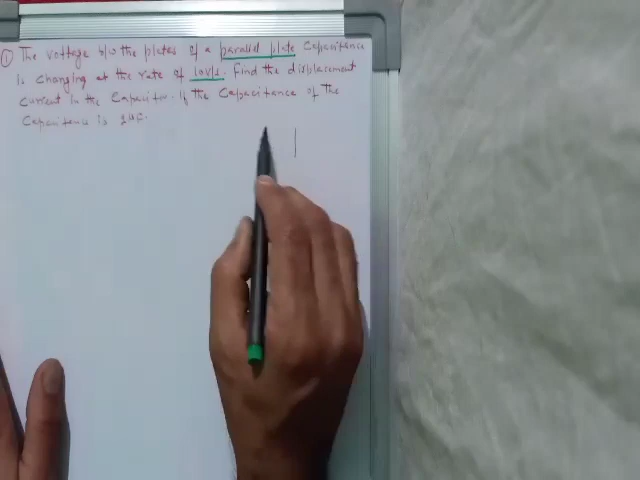 ① The voltage b/w the plates of a parallel plate capacitance
is changing at the rate of 10V/s. Find the displacement
current in the capacitor. If the capacitance of the
capacitance is 2μF.